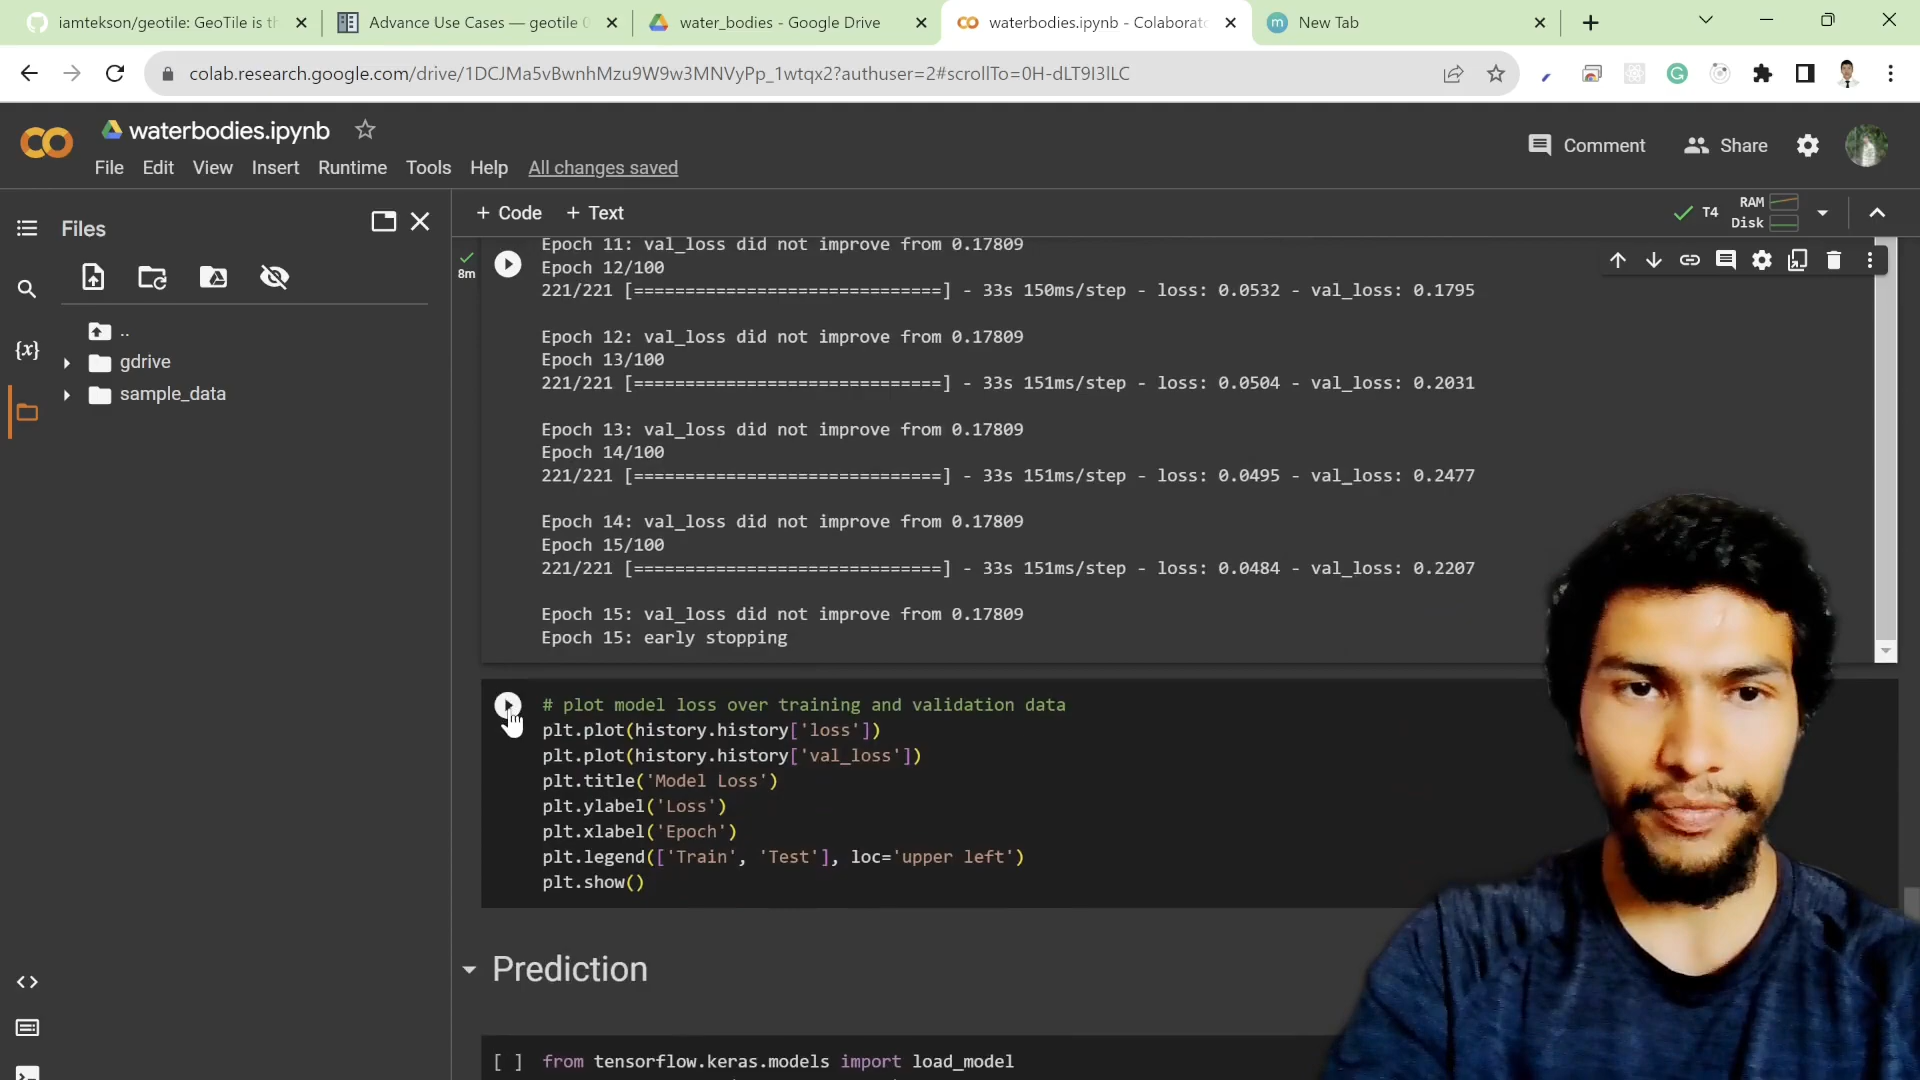 iamtekson/geotile: GeoTile is th
Advance Use Cases — geotile 0
water_bodies - Google Drive
waterbodies.ipynb - Colaborato
New Tab
colab.research.google.com/drive/1DCJMa5vBwnhMzu9W9w3MNVyPp_1wtqx2?authuser=2#scrollTo=0H-dLT9I3lLC
waterbodies.ipynb
Comment
Share
File Edit View Insert Runtime Tools Help All changes saved
Files
+ Code + Text
T4
RAM
Disk
{x}
..
gdrive
sample_data
8m
Epoch 11: val_loss did not improve from 0.17809
Epoch 12/100
221/221 [==============================] - 33s 150ms/step - loss: 0.0532 - val_loss: 0.1795
Epoch 12: val_loss did not improve from 0.17809
Epoch 13/100
221/221 [==============================] - 33s 151ms/step - loss: 0.0504 - val_loss: 0.2031
Epoch 13: val_loss did not improve from 0.17809
Epoch 14/100
221/221 [==============================] - 33s 151ms/step - loss: 0.0495 - val_loss: 0.2477
Epoch 14: val_loss did not improve from 0.17809
Epoch 15/100
221/221 [==============================] - 33s 151ms/step - loss: 0.0484 - val_loss: 0.2207
Epoch 15: val_loss did not improve from 0.17809
Epoch 15: early stopping
# plot model loss over training and validation data
plt.plot(history.history['loss'])
plt.plot(history.history['val_loss'])
plt.title('Model Loss')
plt.ylabel('Loss')
plt.xlabel('Epoch')
plt.legend(['Train', 'Test'], loc='upper left')
plt.show()
Prediction
[ ] from tensorflow.keras.models import load_model